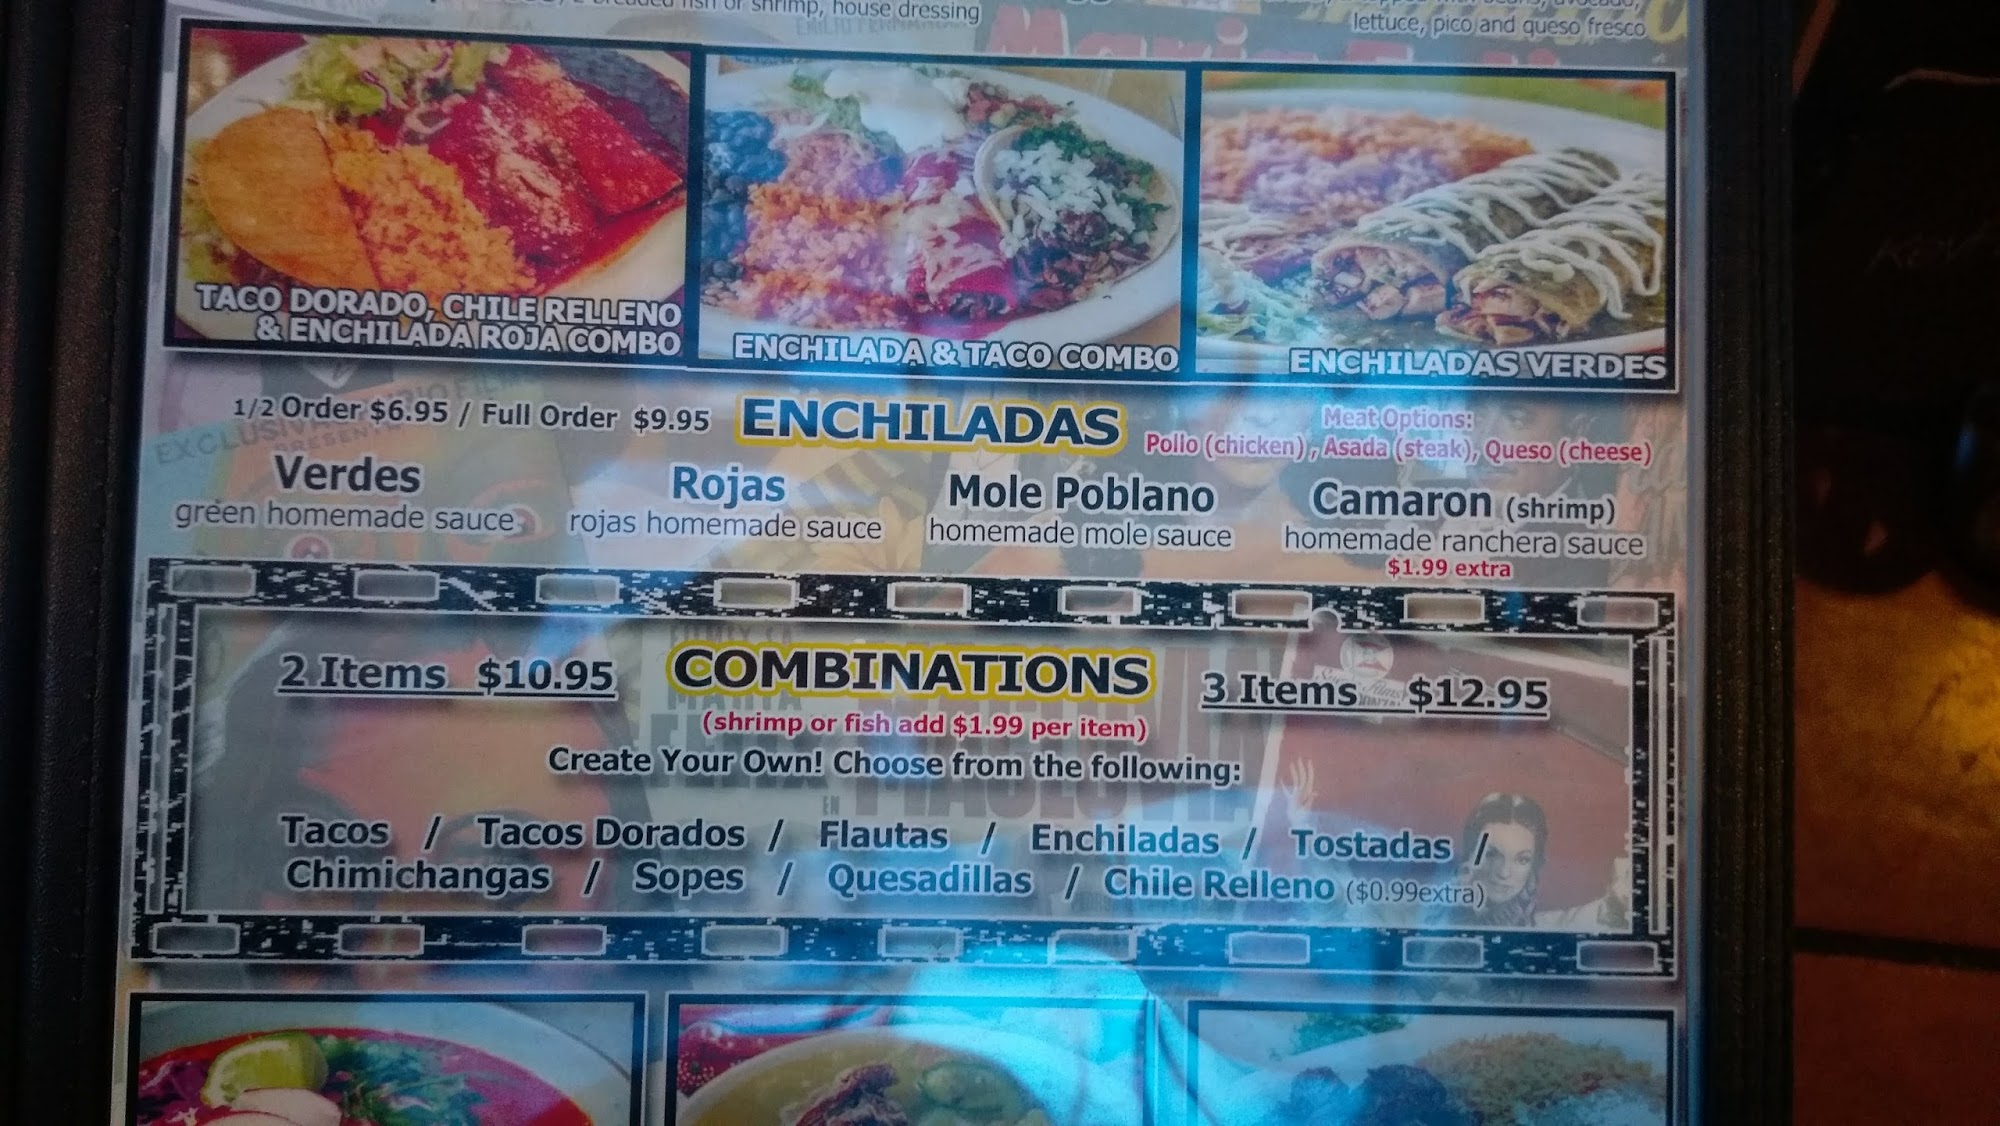 2 breaded fish or shrimp, house dressing
lettuce, pico and queso fresco
TACO DORADO, CHILE RELLENO
& ENCHILADA ROJA COMBO
ENCHILADA & TACO COMBO
ENCHILADAS VERDES
1/2 Order $6.95 / Full Order $9.95
ENCHILADAS
Meat Options:
Pollo (chicken), Asada (steak), Queso (cheese)
Verdes
green homemade sauce
Rojas
rojas homemade sauce
Mole Poblano
homemade mole sauce
Camaron (shrimp)
homemade ranchera sauce
$1.99 extra
2 Items $10.95
COMBINATIONS
3 Items $12.95
(shrimp or fish add $1.99 per item)
Create Your Own! Choose from the following:
Tacos / Tacos Dorados / Flautas / Enchiladas / Tostadas /
Chimichangas / Sopes / Quesadillas / Chile Relleno ($0.99extra)